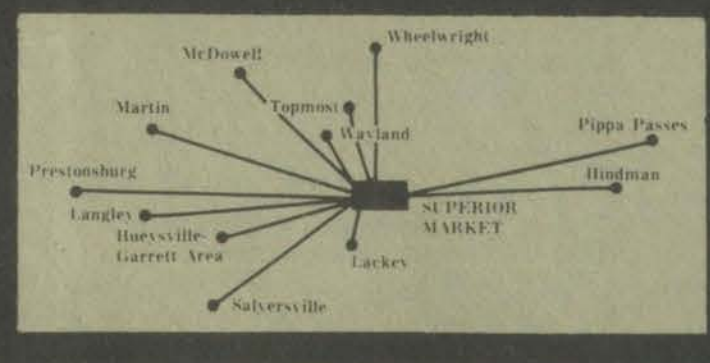 Wheelwright
McDowell
Martin
Topmost
Wayland
Pippa Passes
Prestonsburg
Hindman
Langley
SUPERIOR
MARKET
Hueysville-
Garrett Area
Lackey
Salyersville